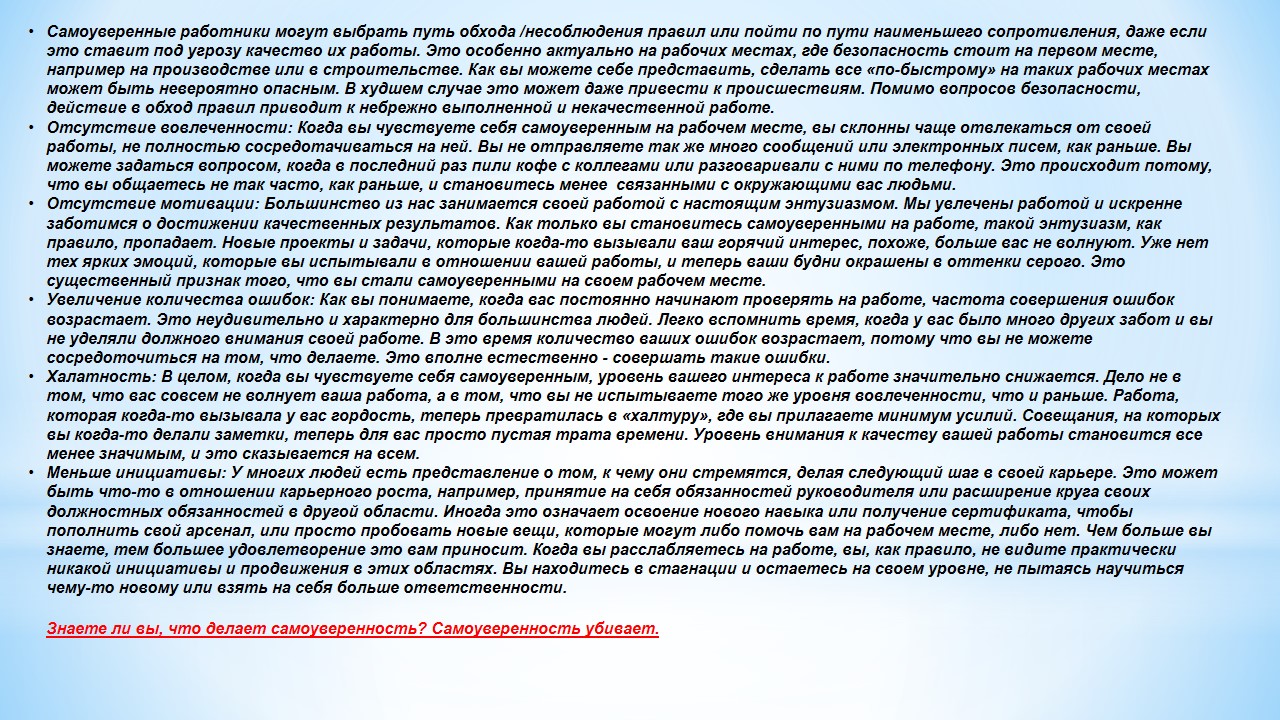 • Самоуверенные работники могут выбрать путь обхода /несоблюдения правил или пойти по пути наименьшего сопротивления, даже если
это ставит под угрозу качество их работы. Это особенно актуально на рабочих местах, где безопасность стоит на первом месте,
например на производстве или в строительстве. Как вы можете себе представить, сделать все «по-быстрому» на таких рабочих местах
может быть невероятно опасным. В худшем случае это может даже привести к происшествиям. Помимо вопросов безопасности,
действие в обход правил приводит к небрежно выполненной и некачественной работе.
• Отсутствие вовлеченности: Когда вы чувствуете себя самоуверенным на рабочем месте, вы склонны чаще отвлекаться от своей
работы, не полностью сосредотачиваться на ней. Вы не отправляете так же много сообщений или электронных писем, как раньше. Вы
можете задаться вопросом, когда в последний раз пили кофе с коллегами или разговаривали с ними по телефону. Это происходит потому,
что вы общаетесь не так часто, как раньше, и становитесь менее  связанными с окружающими вас людьми.
• Отсутствие мотивации: Большинство из нас занимается своей работой с настоящим энтузиазмом. Мы увлечены работой и искренне
заботимся о достижении качественных результатов. Как только вы становитесь самоуверенными на работе, такой энтузиазм, как
правило, пропадает. Новые проекты и задачи, которые когда-то вызывали ваш горячий интерес, похоже, больше вас не волнуют. Уже нет
тех ярких эмоций, которые вы испытывали в отношении вашей работы, и теперь ваши будни окрашены в оттенки серого. Это
существенный признак того, что вы стали самоуверенными на своем рабочем месте.
• Увеличение количества ошибок: Как вы понимаете, когда вас постоянно начинают проверять на работе, частота совершения ошибок
возрастает. Это неудивительно и характерно для большинства людей. Легко вспомнить время, когда у вас было много других забот и вы
не уделяли должного внимания своей работе. В это время количество ваших ошибок возрастает, потому что вы не можете
сосредоточиться на том, что делаете. Это вполне естественно - совершать такие ошибки.
• Халатность: В целом, когда вы чувствуете себя самоуверенным, уровень вашего интереса к работе значительно снижается. Дело не в
том, что вас совсем не волнует ваша работа, а в том, что вы не испытываете того же уровня вовлеченности, что и раньше. Работа,
которая когда-то вызывала у вас гордость, теперь превратилась в «халтуру», где вы прилагаете минимум усилий. Совещания, на которых
вы когда-то делали заметки, теперь для вас просто пустая трата времени. Уровень внимания к качеству вашей работы становится все
менее значимым, и это сказывается на всем.
• Меньше инициативы: У многих людей есть представление о том, к чему они стремятся, делая следующий шаг в своей карьере. Это может
быть что-то в отношении карьерного роста, например, принятие на себя обязанностей руководителя или расширение круга своих
должностных обязанностей в другой области. Иногда это означает освоение нового навыка или получение сертификата, чтобы
пополнить свой арсенал, или просто пробовать новые вещи, которые могут либо помочь вам на рабочем месте, либо нет. Чем больше вы
знаете, тем большее удовлетворение это вам приносит. Когда вы расслабляетесь на работе, вы, как правило, не видите практически
никакой инициативы и продвижения в этих областях. Вы находитесь в стагнации и остаетесь на своем уровне, не пытаясь научиться
чему-то новому или взять на себя больше ответственности.
Знаете ли вы, что делает самоуверенность? Самоуверенность убивает.